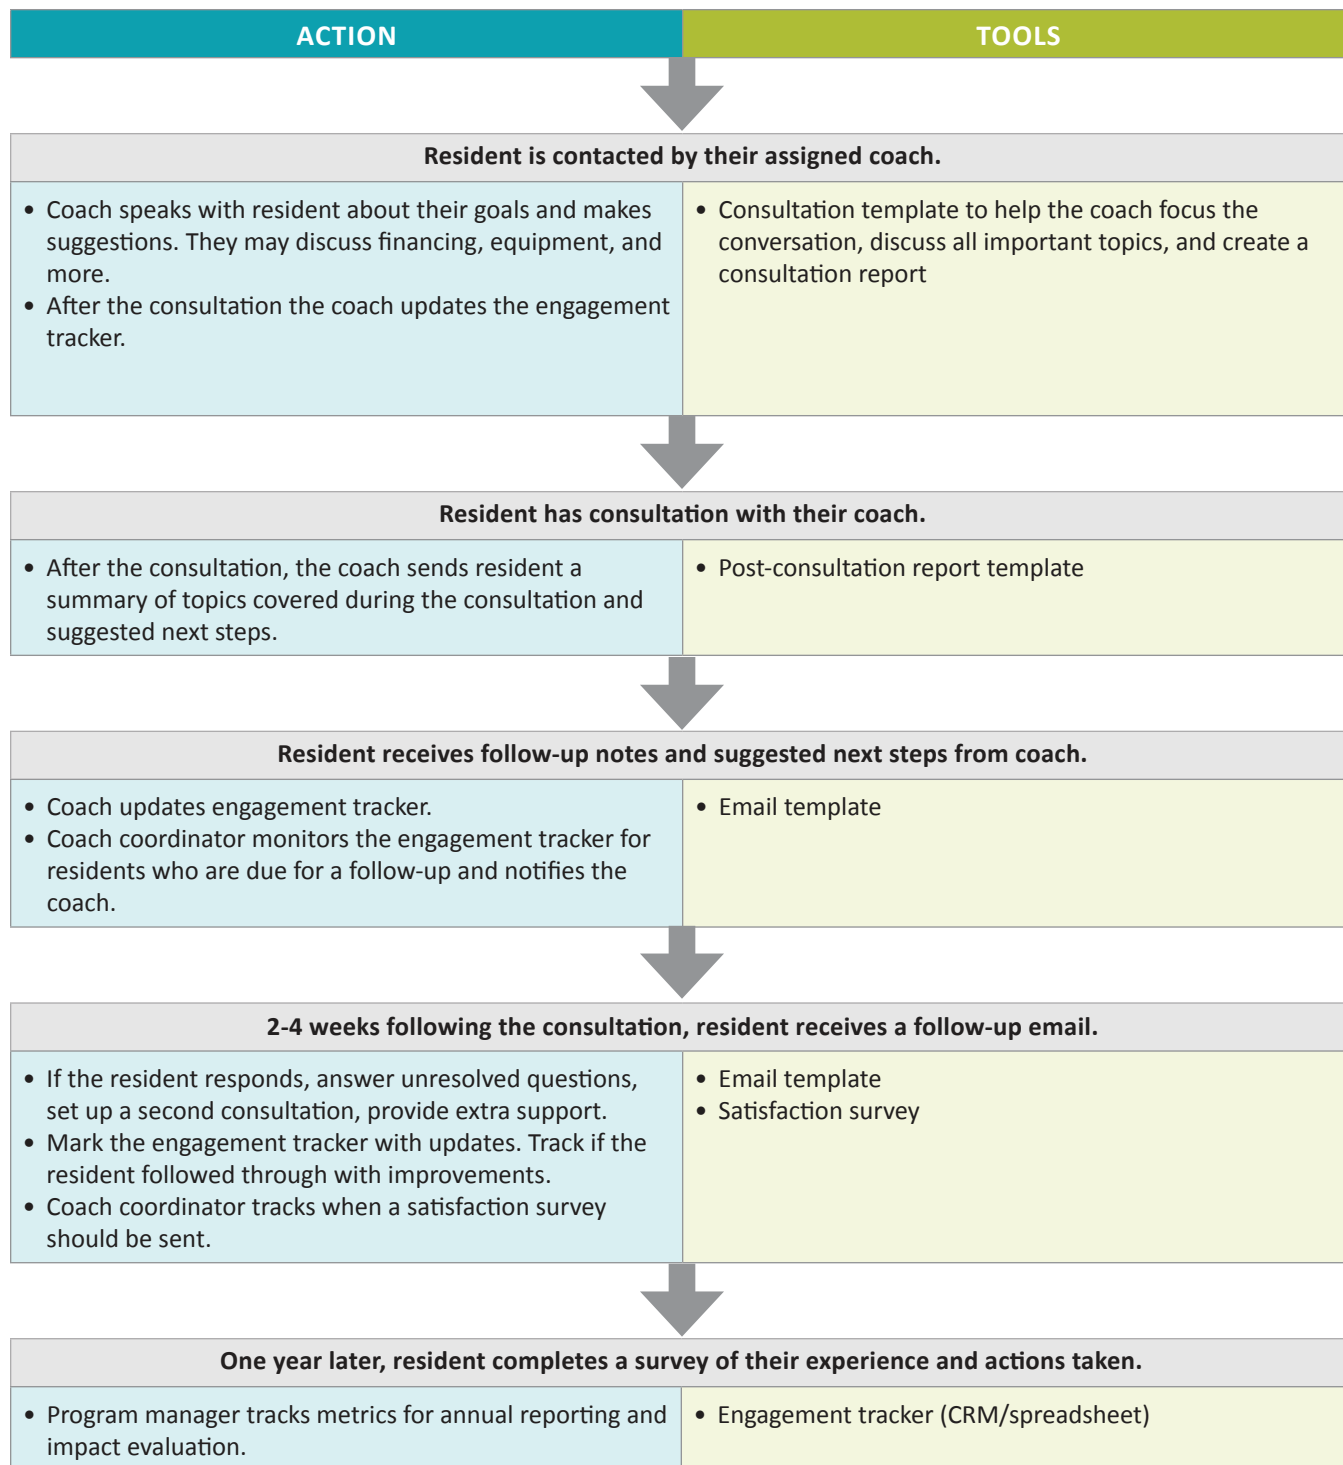 ACTION
TOOLS
Resident is contacted by their assigned coach.
• Coach speaks with resident about their goals and makes
suggestions. They may discuss financing, equipment, and
more.
• After the consultation the coach updates the engagement
tracker.
• Consultation template to help the coach focus the
conversation, discuss all important topics, and create a
consultation report
Resident has consultation with their coach.
• After the consultation, the coach sends resident a
summary of topics covered during the consultation and
suggested next steps.
• Post-consultation report template
Resident receives follow-up notes and suggested next steps from coach.
• Coach updates engagement tracker.
• Coach coordinator monitors the engagement tracker for
residents who are due for a follow-up and notifies the
coach.
• Email template
2-4 weeks following the consultation, resident receives a follow-up email.
• If the resident responds, answer unresolved questions,
set up a second consultation, provide extra support.
• Mark the engagement tracker with updates. Track if the
resident followed through with improvements.
• Coach coordinator tracks when a satisfaction survey
should be sent.
• Email template
• Satisfaction survey
One year later, resident completes a survey of their experience and actions taken.
• Program manager tracks metrics for annual reporting and
impact evaluation.
• Engagement tracker (CRM/spreadsheet)